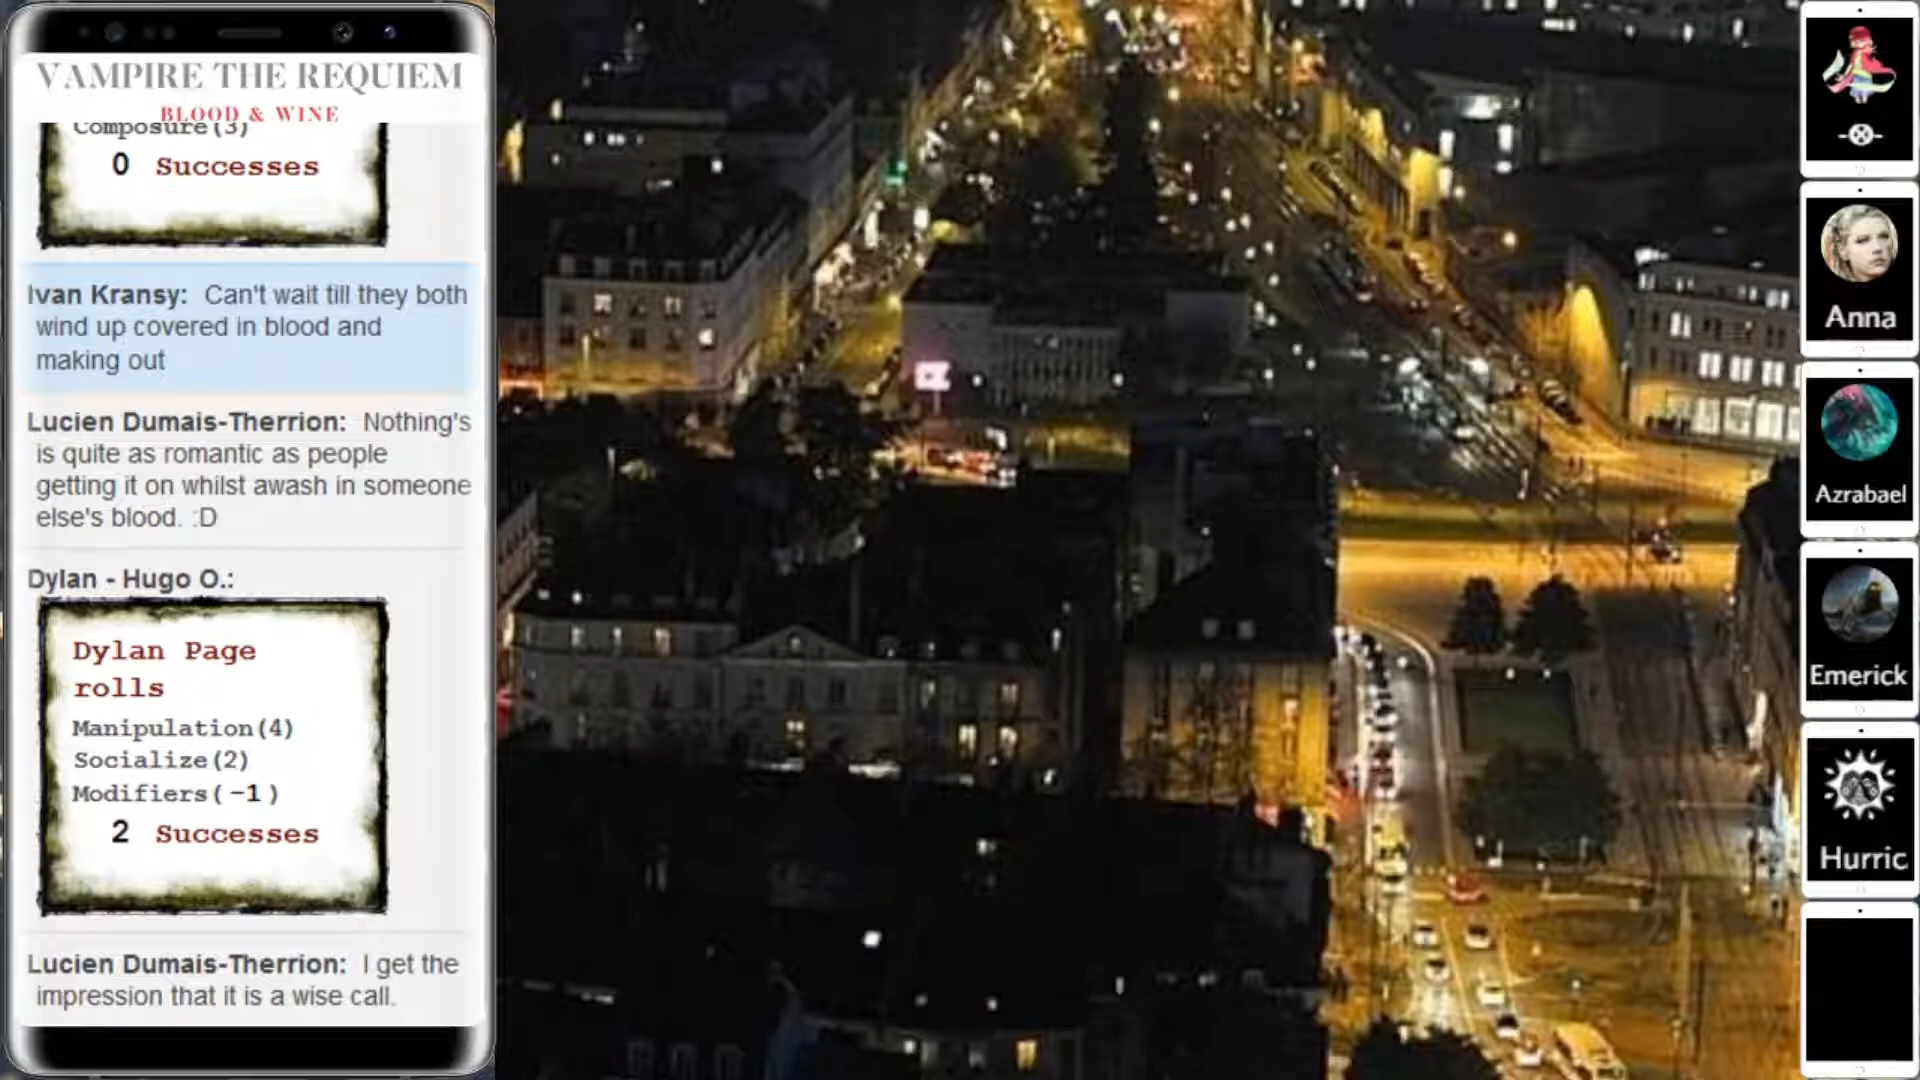 VAMPIRE THE REQUIEM
BLOOD & WINE
Composure(3)
0 Successes
Ivan Kransy: Can't wait till they both
wind up covered in blood and
making out
Lucien Dumais-Therrion: Nothing's
is quite as romantic as people
getting it on whilst awash in someone
else's blood. :D
Dylan - Hugo O.:
Dylan Page
rolls
Manipulation(4)
Socialize(2)
Modifiers(-1)
2 Successes
Lucien Dumais-Therrion: I get the
impression that it is a wise call.
Anna
Azrabael
Emerick
Hurric